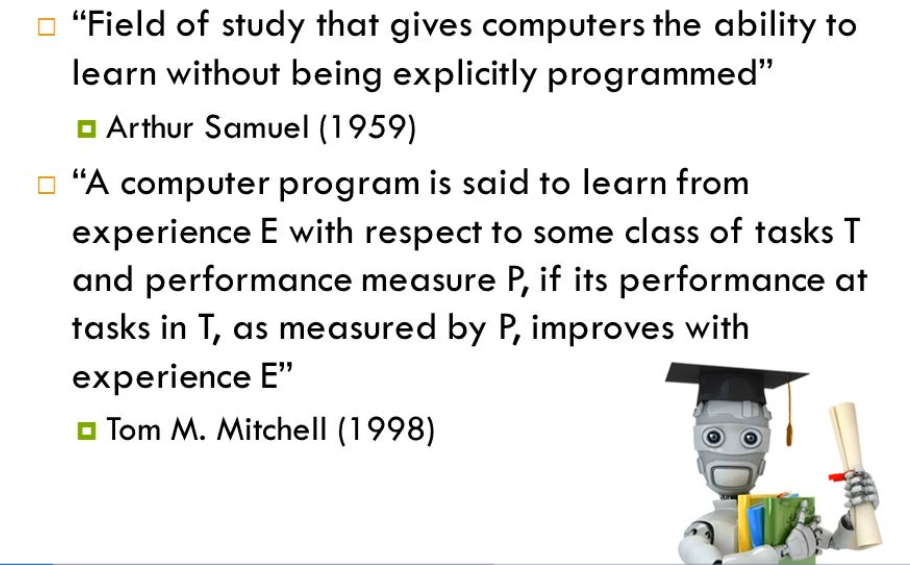 “Field of study that gives computers the ability to
learn without being explicitly programmed”
Arthur Samuel (1959)
“A computer program is said to learn from
experience E with respect to some class of tasks T
and performance measure P, if its performance at
tasks in T, as measured by P, improves with
experience E”
Tom M. Mitchell (1998)